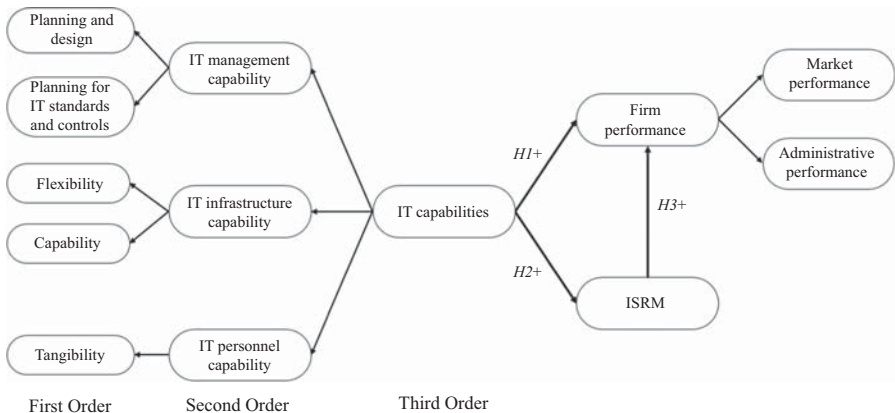 Planning and
design
Planning for
IT standards
and controls
Flexibility
Capability
Tangibility
IT management
capability
IT infrastructure
capability
IT personnel
capability
IT capabilities
H1+
H2+
H3+
Firm
performance
ISRM
Market
performance
Administrative
performance
First Order
Second Order
Third Order